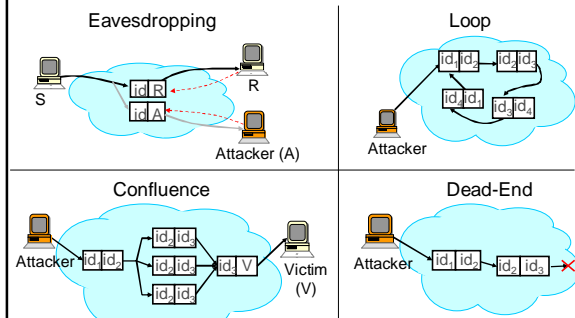 Eavesdropping
S
id R
id A
R
Attacker (A)
Loop
id₁ id₂
id₂ id₃
id₄ id₁
id₃ id₄
Attacker
Confluence
Attacker
id₁ id₂
id₂ id₃
id₂ id₃
id₂ id₃
id₃ V
Victim
(V)
Dead-End
Attacker
id₁ id₂
id₂ id₃